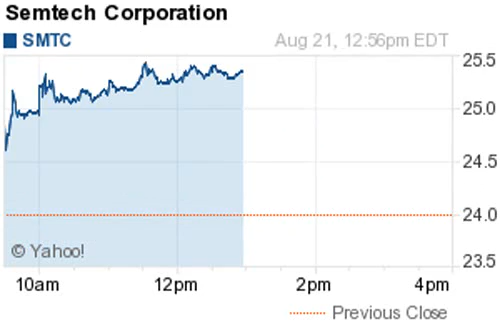 Semtech Corporation
SMTC Aug 21, 12:56pm EDT
25.5
25.0
24.5
24.0
23.5
© Yahoo!
10am 12pm 2pm 4pm
Previous Close